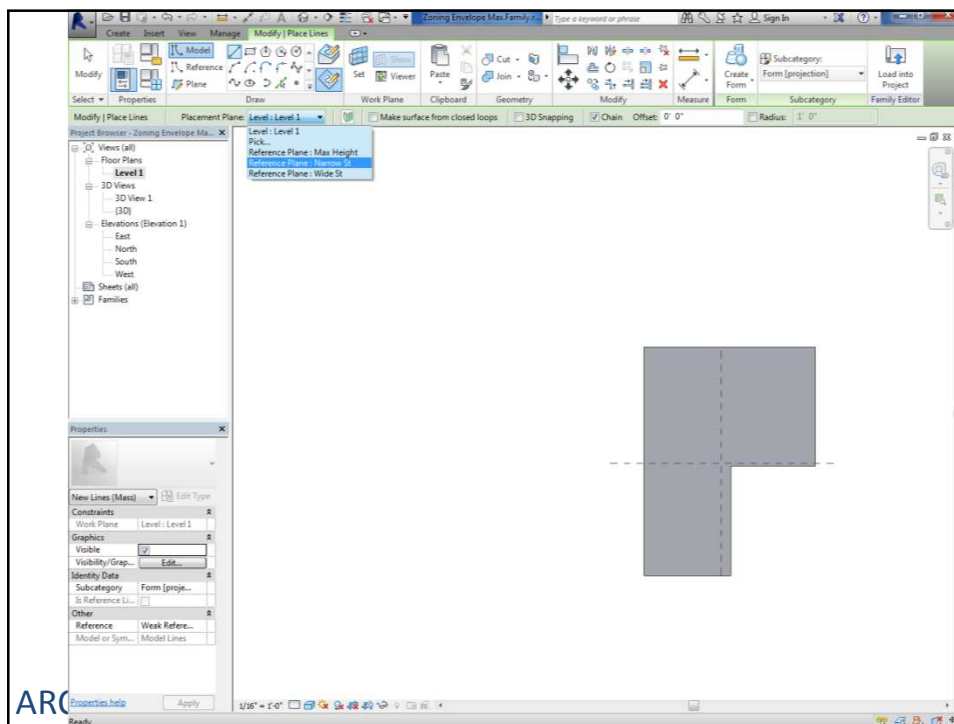 Zoning Envelope Max.Family.r...
Type a keyword or phrase
Sign In
Create Insert View Manage Modify | Place Lines
Modify
Model
Reference
Plane
Set
Show
Viewer
Paste
Cut
Join
Create Form
Subcategory:
Form [projection]
Load into Project
Select Properties Draw Work Plane Clipboard Geometry Modify Measure Form Subcategory Family Editor
Modify | Place Lines Placement Plane: Level : Level 1 Make surface from closed loops 3D Snapping Chain Offset: 0' 0" Radius: 1' 0"
Level : Level 1
Pick...
Reference Plane : Max Height
Reference Plane : Narrow St
Reference Plane : Wide St
Project Browser - Zoning Envelope Ma...
Views (all)
Floor Plans
Level 1
3D Views
3D View 1
{3D}
Elevations (Elevation 1)
East
North
South
West
Sheets (all)
Families
Properties
New Lines (Mass) Edit Type
Constraints
Work Plane Level : Level 1
Graphics
Visible
Visibility/Grap... Edit...
Identity Data
Subcategory Form [proje...
Is Reference Li...
Other
Reference Weak Refere...
Model or Sym... Model Lines
Properties help Apply
1/16" = 1'-0"
Ready